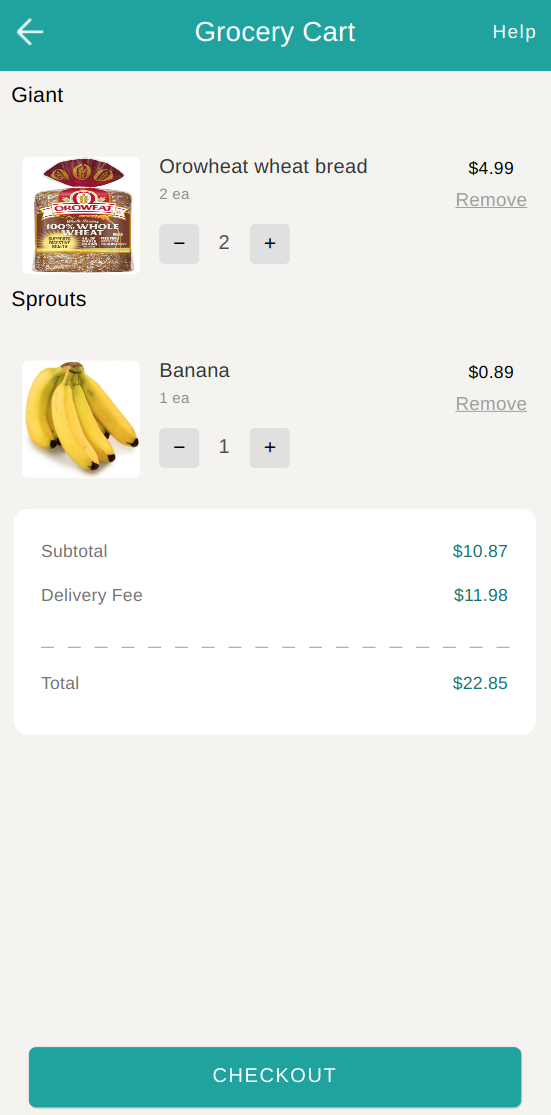 Grocery Cart
Help
Giant
Orowheat wheat bread
$4.99
2 ea
Remove
− 2 +
OROWEAT
100% WHOLE
WHEAT
Sprouts
Banana
$0.89
1 ea
Remove
− 1 +
Subtotal $10.87
Delivery Fee $11.98
Total $22.85
CHECKOUT